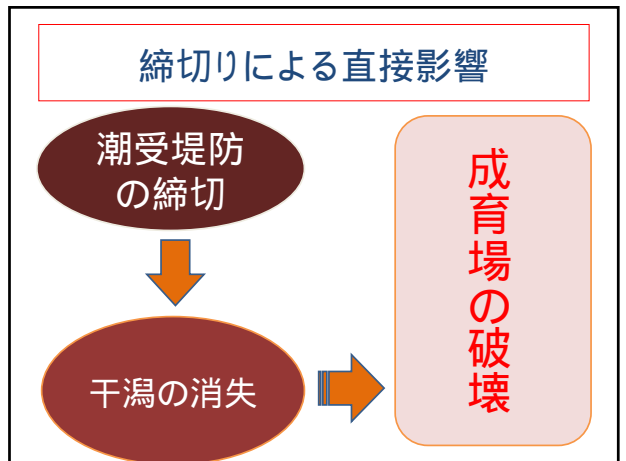 締切りによる直接影響
潮受堤防
の締切
干潟の消失
成育場の破壊